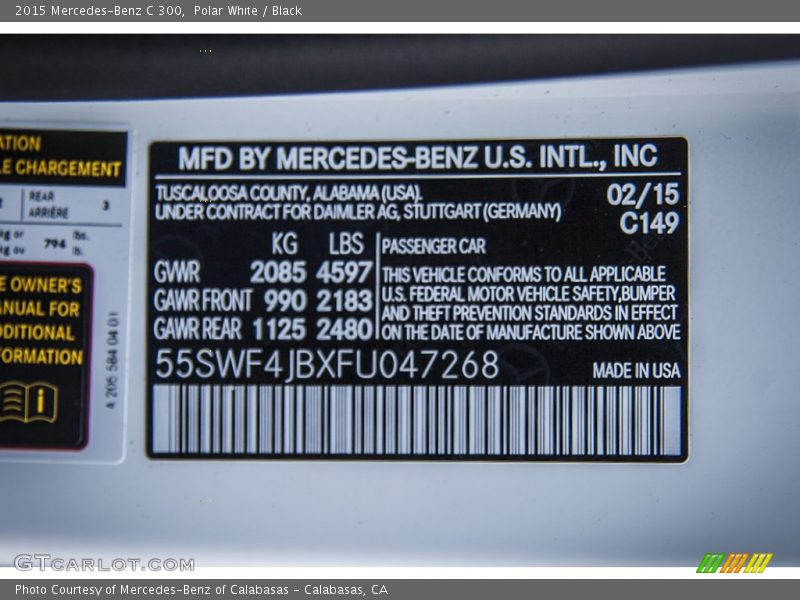 2015 Mercedes-Benz C 300,  Polar White / Black
ATION
E CHARGEMENT
REAR
ARRIÈRE
3
kg or
kg ou
794
lbs.
lb.
E OWNER'S
ANUAL FOR
DDITIONAL
FORMATION
i
4 205 584 04 01
MFD BY MERCEDES-BENZ U.S. INTL., INC
TUSCALOOSA COUNTY, ALABAMA (USA). 02/15
UNDER CONTRACT FOR DAIMLER AG, STUTTGART (GERMANY) C149
KG LBS PASSENGER CAR
GWR 2085 4597
GAWR FRONT 990 2183
GAWR REAR 1125 2480
THIS VEHICLE CONFORMS TO ALL APPLICABLE
U.S. FEDERAL MOTOR VEHICLE SAFETY,BUMPER
AND THEFT PREVENTION STANDARDS IN EFFECT
ON THE DATE OF MANUFACTURE SHOWN ABOVE
55SWF4JBXFU047268 MADE IN USA
GTCARLOT.COM
Photo Courtesy of Mercedes-Benz of Calabasas - Calabasas, CA